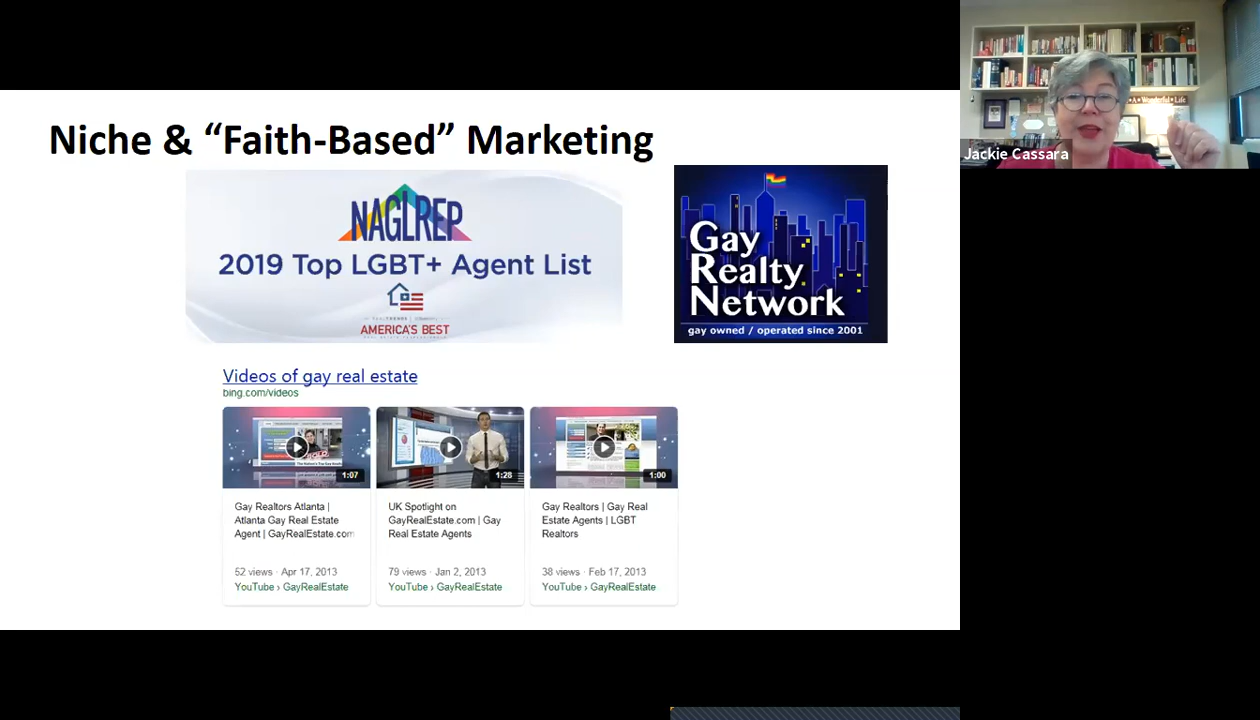 Niche & “Faith-Based” Marketing
NAGLREP
2019 Top LGBT+ Agent List
AMERICA'S BEST
Gay
Realty
Network
gay owned / operated since 2001
Jackie Cassara
Videos of gay real estate
bing.com/videos
1:07
1:28
1:00
Gay Realtors Atlanta |
Atlanta Gay Real Estate
Agent | GayRealEstate.com
52 views · Apr 17, 2013
YouTube › GayRealEstate
UK Spotlight on
GayRealEstate.com | Gay
Real Estate Agents
79 views · Jan 2, 2013
YouTube › GayRealEstate
Gay Realtors | Gay Real
Estate Agents | LGBT
Realtors
38 views · Feb 17, 2013
YouTube › GayRealEstate